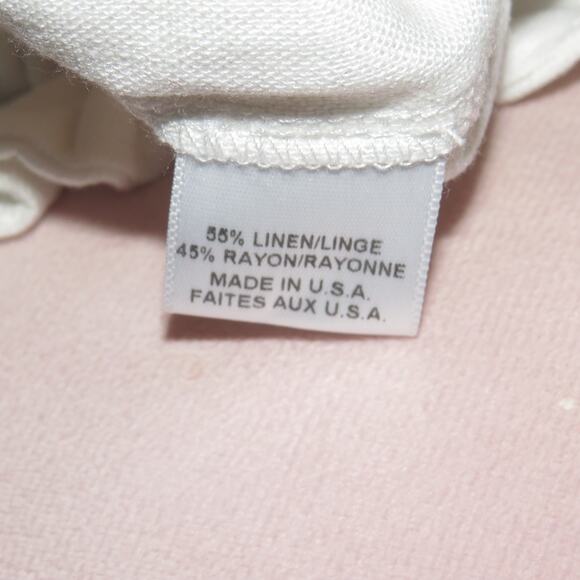 55% LINEN/LINGE
45% RAYON/RAYONNE
MADE IN U.S.A.
FAITES AUX U.S.A.